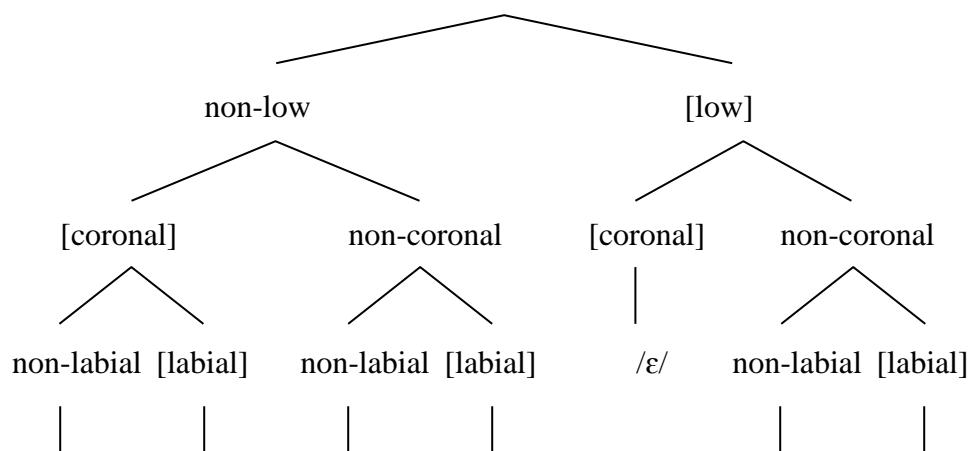 non-low [low]
[coronal] non-coronal [coronal] non-coronal
non-labial [labial] non-labial [labial] /ɛ/ non-labial [labial]